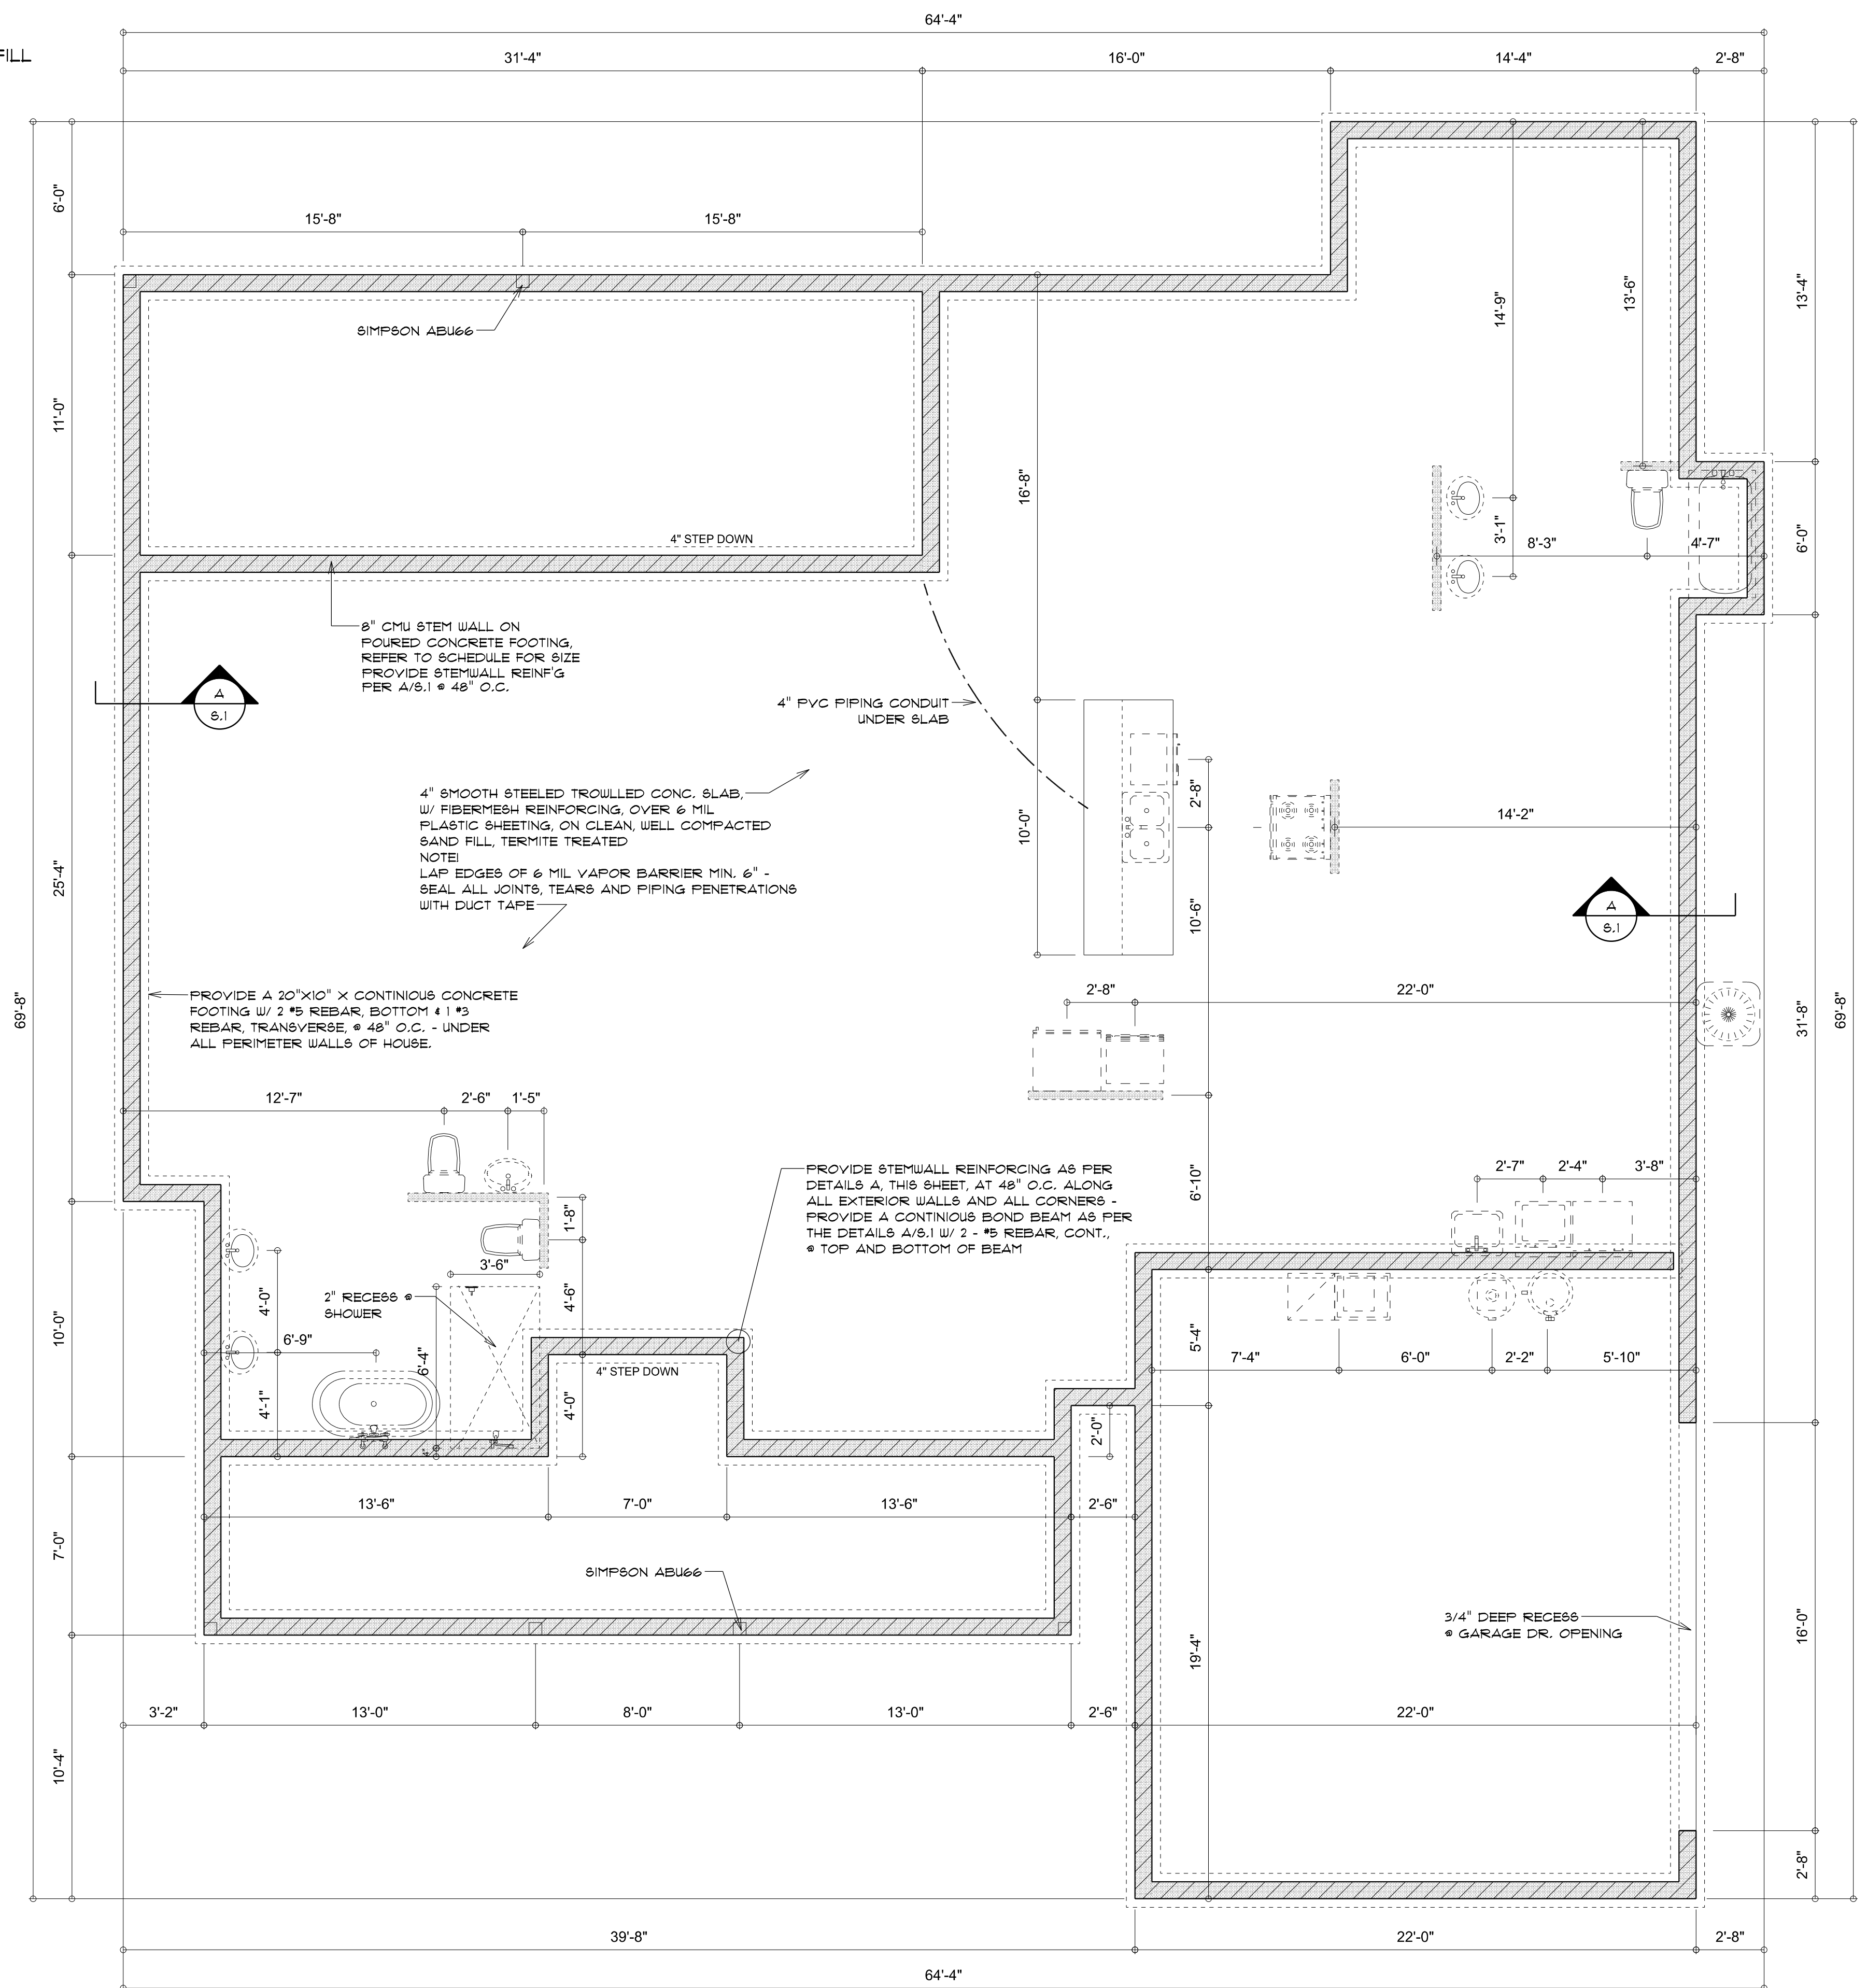 64'-4"
FILL
31'-4"
16'-0"
14'-4"
2'-8"
6'-0"
15'-8"
15'-8"
14'-9"
13'-6"
13'-4"
SIMPSON ABU66
11'-0"
16'-8"
4" STEP DOWN
3'-1"
8'-3"
4'-7"
6'-0"
8" CMU STEM WALL ON
POURED CONCRETE FOOTING,
REFER TO SCHEDULE FOR SIZE
PROVIDE STEMWALL REINF'G
PER A/S.1 @ 48" O.C.
A
S.1
4" PVC PIPING CONDUIT
UNDER SLAB
4" SMOOTH STEELED TROWLLED CONC. SLAB,
W/ FIBERMESH REINFORCING, OVER 6 MIL
PLASTIC SHEETING, ON CLEAN, WELL COMPACTED
SAND FILL, TERMITE TREATED
NOTE!
LAP EDGES OF 6 MIL VAPOR BARRIER MIN. 6" -
SEAL ALL JOINTS, TEARS AND PIPING PENETRATIONS
WITH DUCT TAPE
10'-0"
2'-8"
14'-2"
25'-4"
10'-6"
A
S.1
69'-8"
PROVIDE A 20"X10" X CONTINIOUS CONCRETE
FOOTING W/ 2 #5 REBAR, BOTTOM & 1 #3
REBAR, TRANSVERSE, @ 48" O.C. - UNDER
ALL PERIMETER WALLS OF HOUSE.
2'-8"
22'-0"
31'-8"
69'-8"
12'-7"
2'-6"
1'-5"
PROVIDE STEMWALL REINFORCING AS PER
DETAILS A, THIS SHEET, AT 48" O.C. ALONG
ALL EXTERIOR WALLS AND ALL CORNERS -
PROVIDE A CONTINIOUS BOND BEAM AS PER
THE DETAILS A/S.1 W/ 2 - #5 REBAR, CONT.,
@ TOP AND BOTTOM OF BEAM
6'-10"
2'-7"
2'-4"
3'-8"
1'-8"
3'-6"
2" RECESS @
SHOWER
4'-0"
4'-6"
10'-0"
6'-9"
6'-4"
4" STEP DOWN
5'-4"
7'-4"
6'-0"
2'-2"
5'-10"
4'-1"
4'-0"
2'-0"
4"
13'-6"
7'-0"
13'-6"
2'-6"
7'-0"
SIMPSON ABU66
3/4" DEEP RECESS
@ GARAGE DR. OPENING
16'-0"
19'-4"
3'-2"
13'-0"
8'-0"
13'-0"
2'-6"
22'-0"
10'-4"
2'-8"
39'-8"
22'-0"
2'-8"
64'-4"